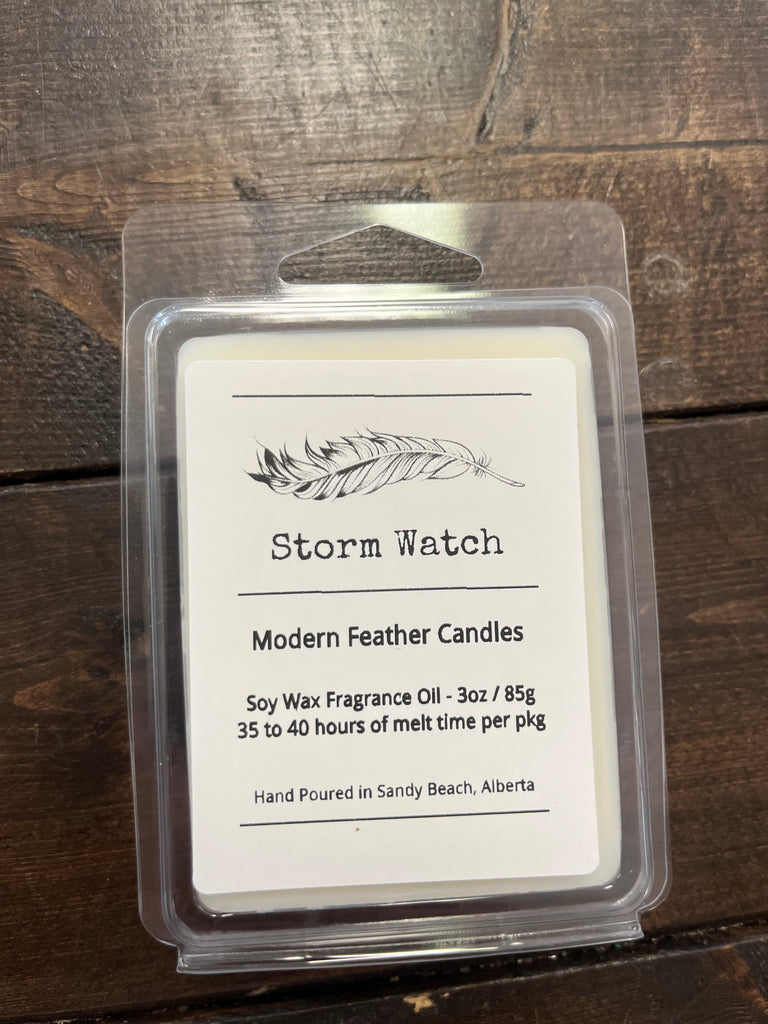 Storm Watch
Modern Feather Candles
Soy Wax Fragrance Oil - 3oz / 85g
35 to 40 hours of melt time per pkg
Hand Poured in Sandy Beach, Alberta